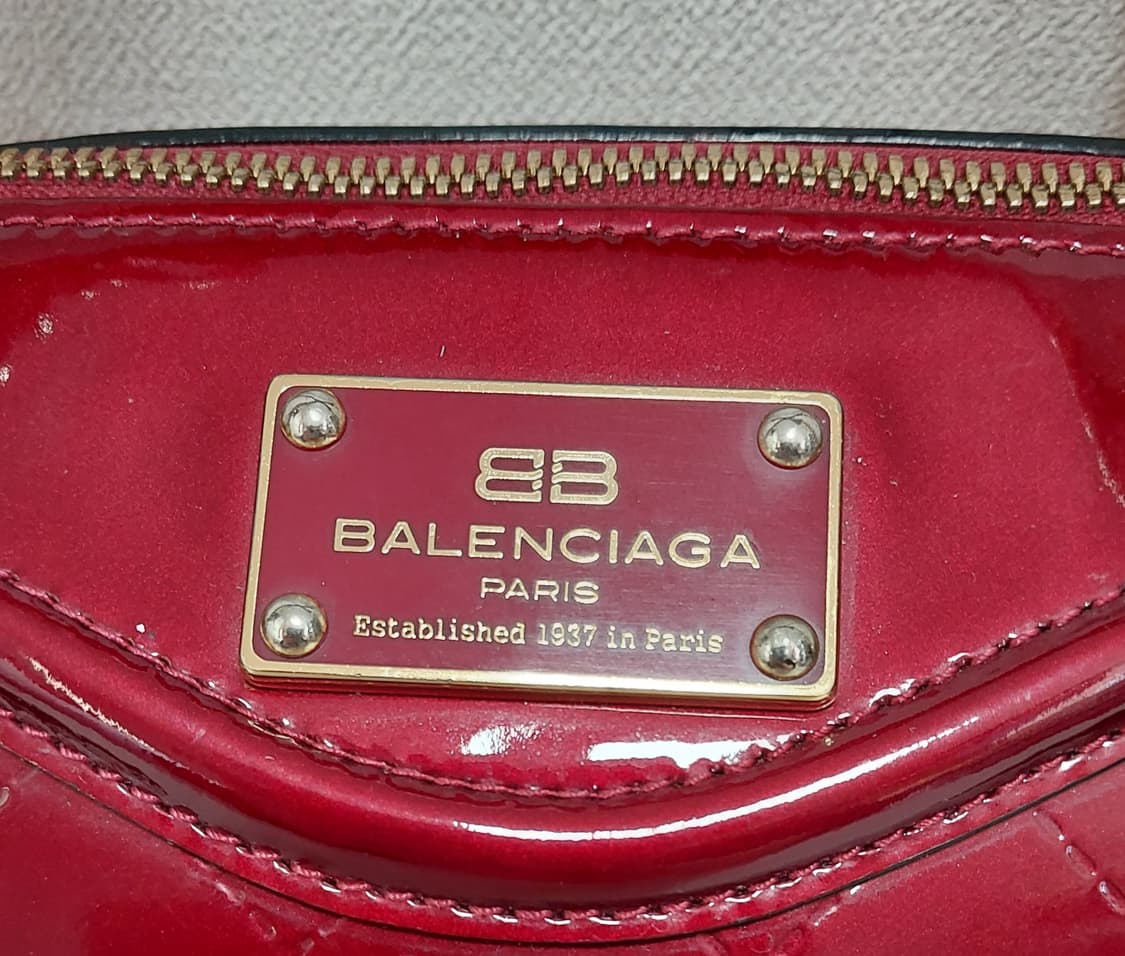 BB
BALENCIAGA
PARIS
Established 1937 in Paris